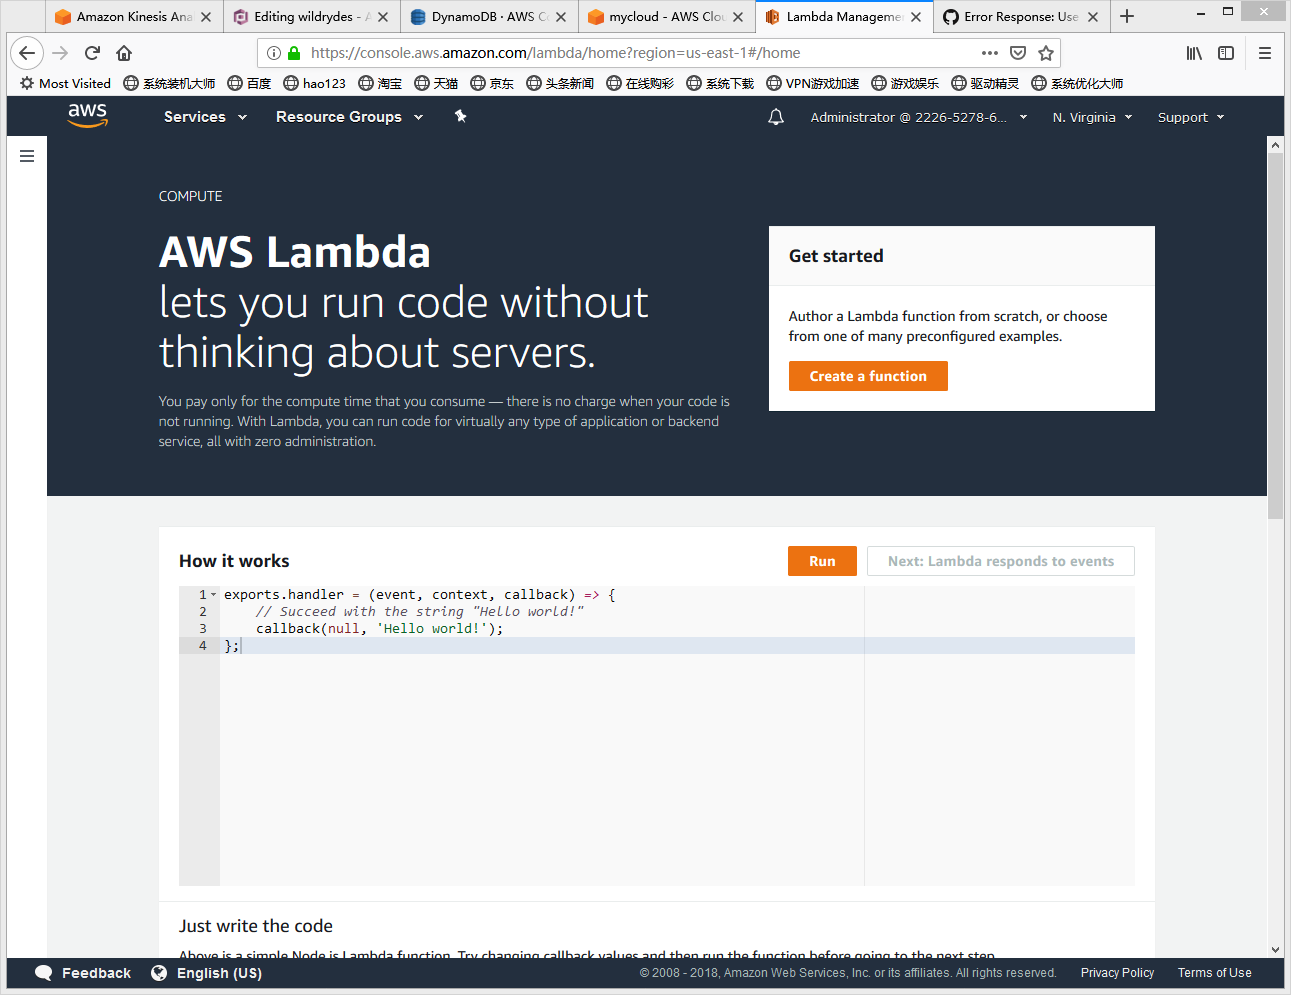 Amazon Kinesis Ana
Editing wildrydes - A
DynamoDB · AWS Co
mycloud - AWS Clou
Lambda Manageme
Error Response: Use
https://console.aws.amazon.com/lambda/home?region=us-east-1#/home
Most Visited
系统装机大师
百度
hao123
淘宝
天猫
京东
头条新闻
在线购彩
系统下载
VPN游戏加速
游戏娱乐
驱动精灵
系统优化大师
aws
Services
Resource Groups
Administrator @ 2226-5278-6...
N. Virginia
Support
COMPUTE
AWS Lambda
lets you run code without
thinking about servers.
You pay only for the compute time that you consume — there is no charge when your code is
not running. With Lambda, you can run code for virtually any type of application or backend
service, all with zero administration.
Get started
Author a Lambda function from scratch, or choose
from one of many preconfigured examples.
Create a function
How it works
Run
Next: Lambda responds to events
1 exports.handler = (event, context, callback) => {
2 // Succeed with the string "Hello world!"
3 callback(null, 'Hello world!');
4 };
Just write the code
Above is a simple Node.js Lambda function. Try changing callback values and then run the function before going to the next step.
Feedback
English (US)
© 2008 - 2018, Amazon Web Services, Inc. or its affiliates. All rights reserved.
Privacy Policy
Terms of Use